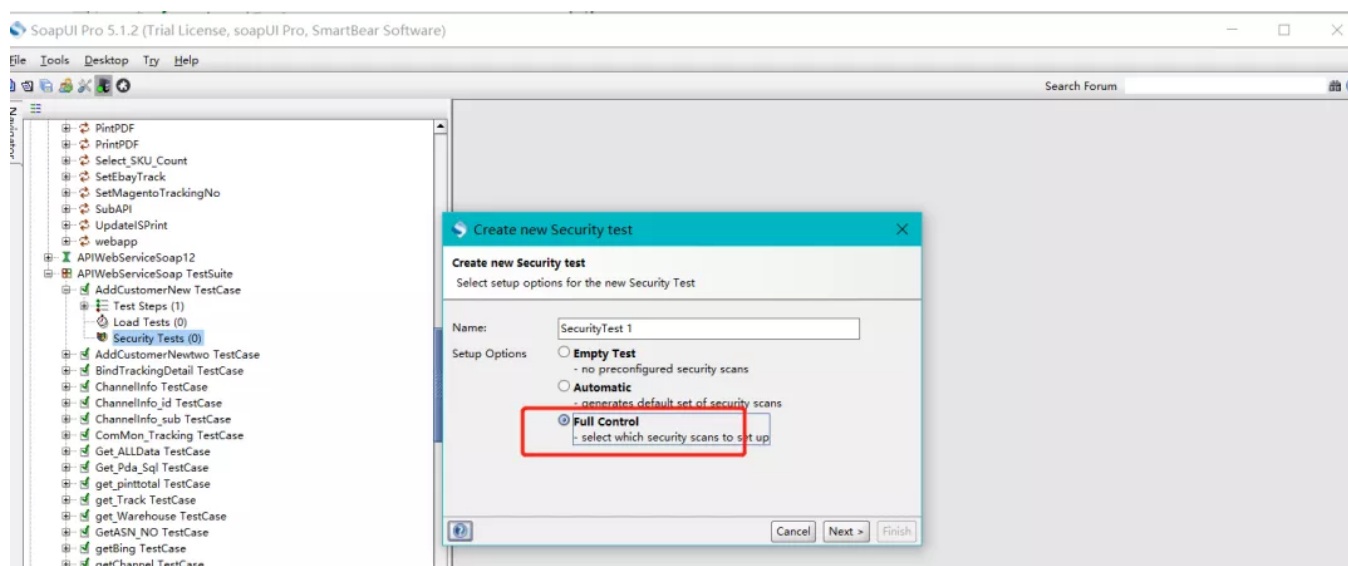 SoapUI Pro 5.1.2 (Trial License, soapUI Pro, SmartBear Software)
File Tools Desktop Try Help
Search Forum
Navigator
PintPDF
PrintPDF
Select_SKU_Count
SetEbayTrack
SetMagentoTrackingNo
SubAPI
UpdateISPrint
webapp
APIWebServiceSoap12
APIWebServiceSoap TestSuite
AddCustomerNew TestCase
Test Steps (1)
Load Tests (0)
Security Tests (0)
AddCustomerNewtwo TestCase
BindTrackingDetail TestCase
ChannelInfo TestCase
ChannelInfo_id TestCase
ChannelInfo_sub TestCase
ComMon_Tracking TestCase
Get_ALLData TestCase
Get_Pda_Sql TestCase
get_pinttotal TestCase
get_Track TestCase
get_Warehouse TestCase
GetASN_NO TestCase
getBing TestCase
getChannel TestCase
Create new Security test
Create new Security test
Select setup options for the new Security Test
Name: SecurityTest 1
Setup Options Empty Test
- no preconfigured security scans
Automatic
- generates default set of security scans
Full Control
- select which security scans to set up
Cancel Next > Finish